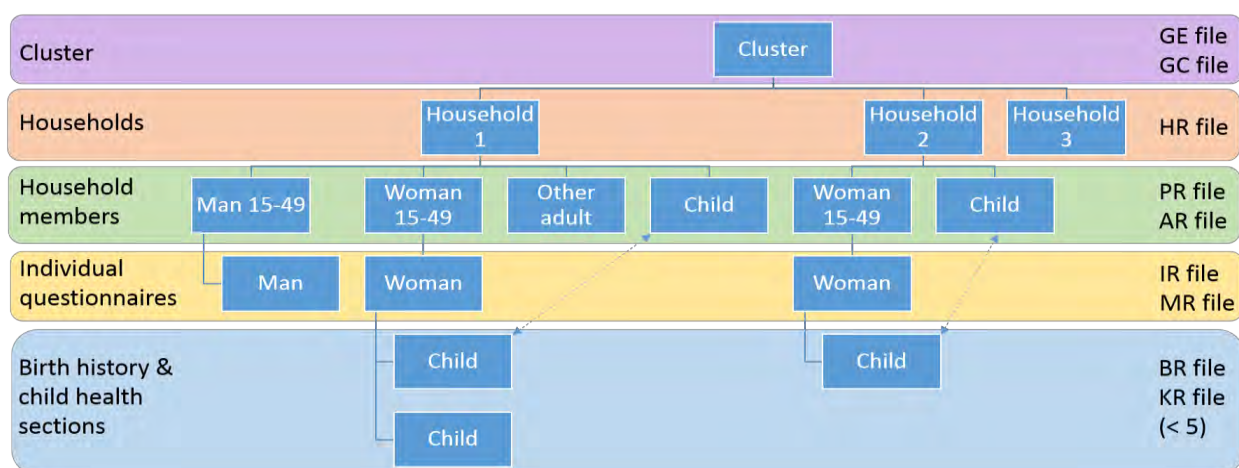 Cluster
Cluster
GE file
GC file
Households
Household
1
Household
2
Household
3
HR file
Household
members
Man 15-49
Woman
15-49
Other
adult
Child
Woman
15-49
Child
PR file
AR file
Individual
questionnaires
Man
Woman
Woman
IR file
MR file
Birth history &
child health
sections
Child
Child
Child
BR file
KR file
(< 5)